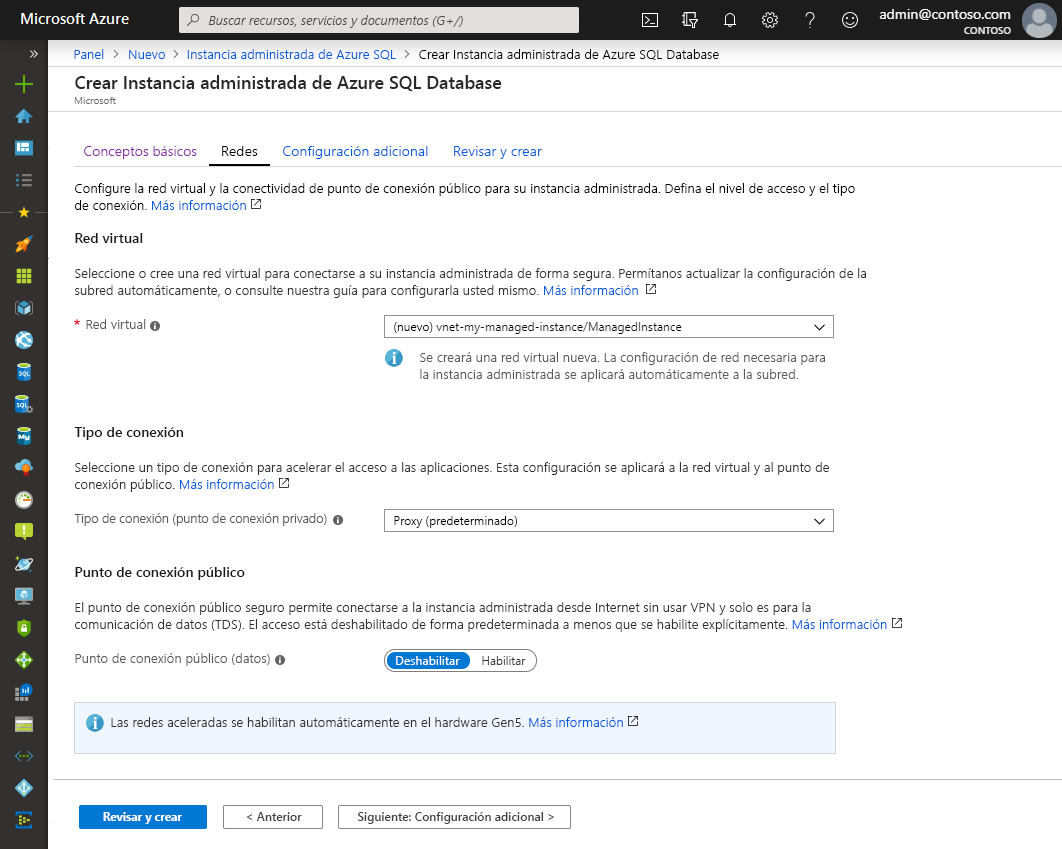 Microsoft Azure
Buscar recursos, servicios y documentos (G+/)
admin@contoso.com
CONTOSO
Panel > Nuevo > Instancia administrada de Azure SQL > Crear Instancia administrada de Azure SQL Database
Crear Instancia administrada de Azure SQL Database
Microsoft
Conceptos básicos Redes Configuración adicional Revisar y crear
Configure la red virtual y la conectividad de punto de conexión público para su instancia administrada. Defina el nivel de acceso y el tipo
de conexión. Más información
Red virtual
Seleccione o cree una red virtual para conectarse a su instancia administrada de forma segura. Permítanos actualizar la configuración de la
subred automáticamente, o consulte nuestra guía para configurarla usted mismo. Más información
* Red virtual
(nuevo) vnet-my-managed-instance/ManagedInstance
Se creará una red virtual nueva. La configuración de red necesaria para
la instancia administrada se aplicará automáticamente a la subred.
Tipo de conexión
Seleccione un tipo de conexión para acelerar el acceso a las aplicaciones. Esta configuración se aplicará a la red virtual y al punto de
conexión público. Más información
Tipo de conexión (punto de conexión privado)
Proxy (predeterminado)
Punto de conexión público
El punto de conexión público seguro permite conectarse a la instancia administrada desde Internet sin usar VPN y solo es para la
comunicación de datos (TDS). El acceso está deshabilitado de forma predeterminada a menos que se habilite explícitamente. Más información
Punto de conexión público (datos)
Deshabilitar Habilitar
Las redes aceleradas se habilitan automáticamente en el hardware Gen5. Más información
Revisar y crear
< Anterior
Siguiente: Configuración adicional >
SQL
SQL
My